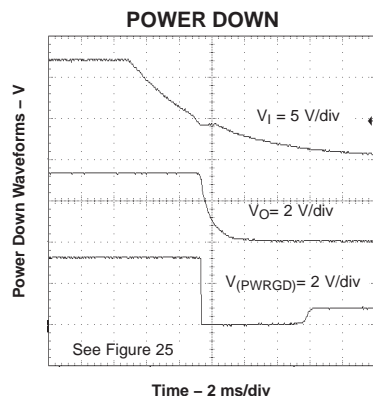 POWER DOWN
Power Down Waveforms – V
V_I = 5 V/div
V_O= 2 V/div
V_(PWRGD)= 2 V/div
See Figure 25
Time – 2 ms/div